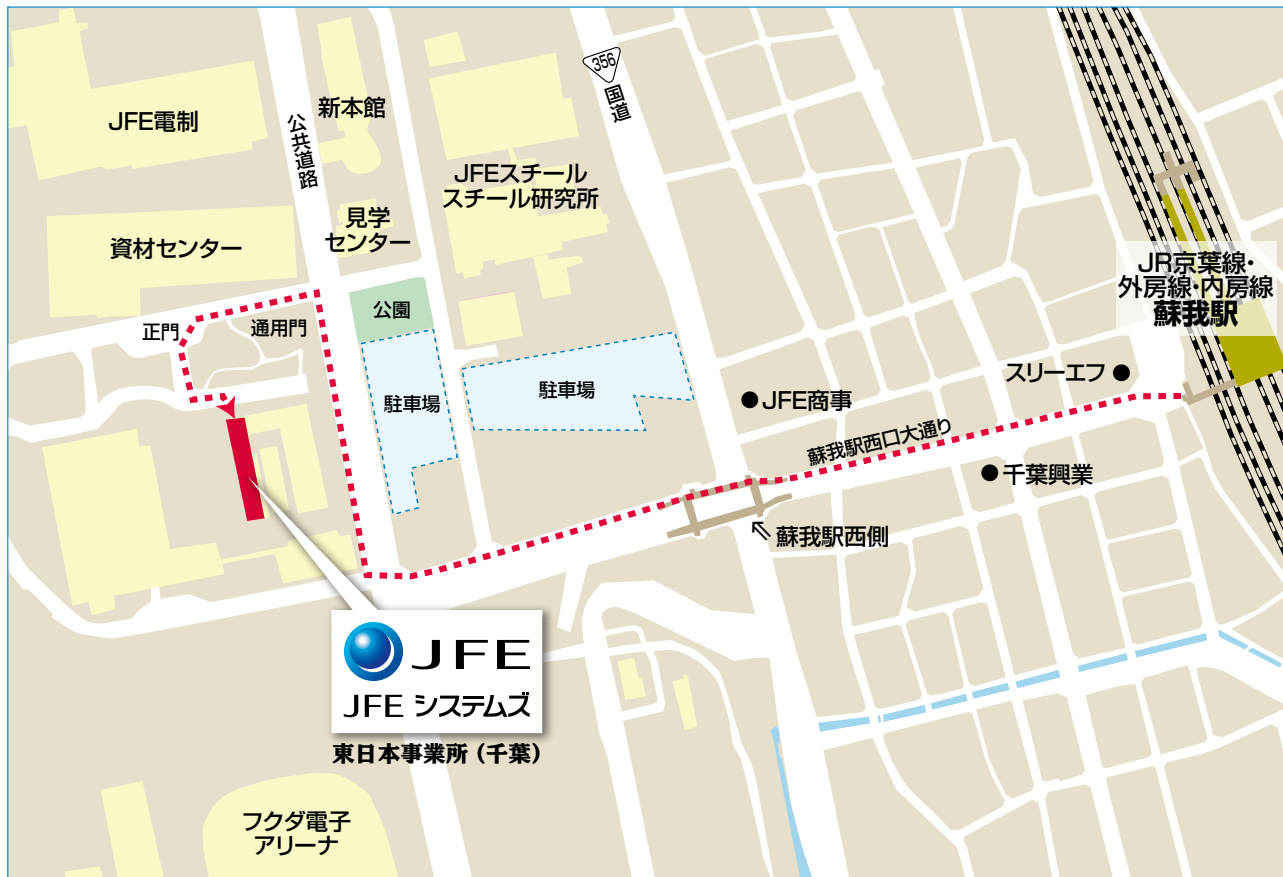 356
国道
新本館
JFE電制
公共道路
JFEスチール
スチール研究所
見学
センター
資材センター
JR京葉線・
外房線・内房線
蘇我駅
公園
正門
通用門
スリーエフ
駐車場
駐車場
JFE商事
蘇我駅西口大通り
千葉興業
蘇我駅西側
JFE
JFE システムズ
東日本事業所（千葉）
フクダ電子
アリーナ